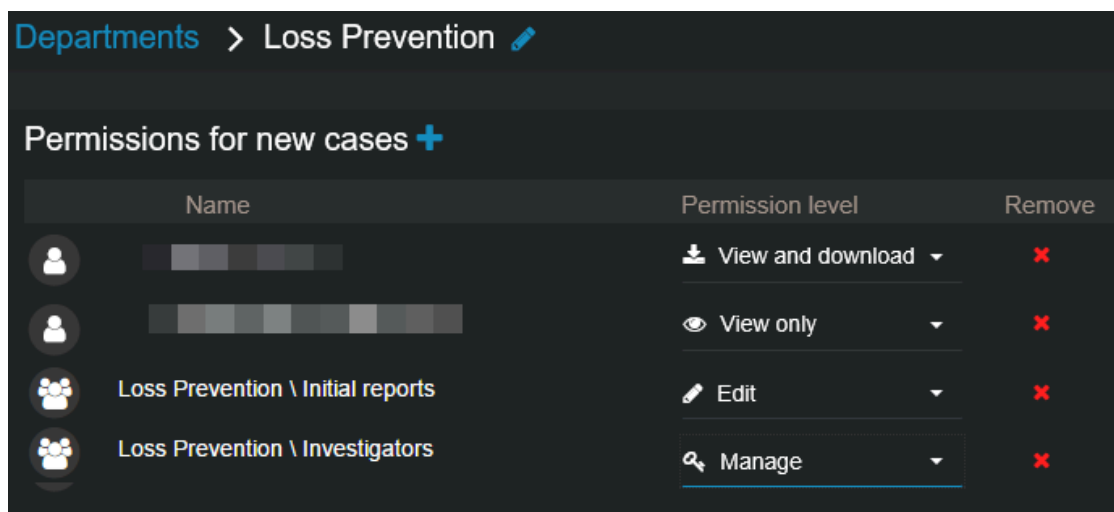 Departments > Loss Prevention
Permissions for new cases +
Name Permission level Remove
View and download
View only
Loss Prevention \ Initial reports Edit
Loss Prevention \ Investigators Manage